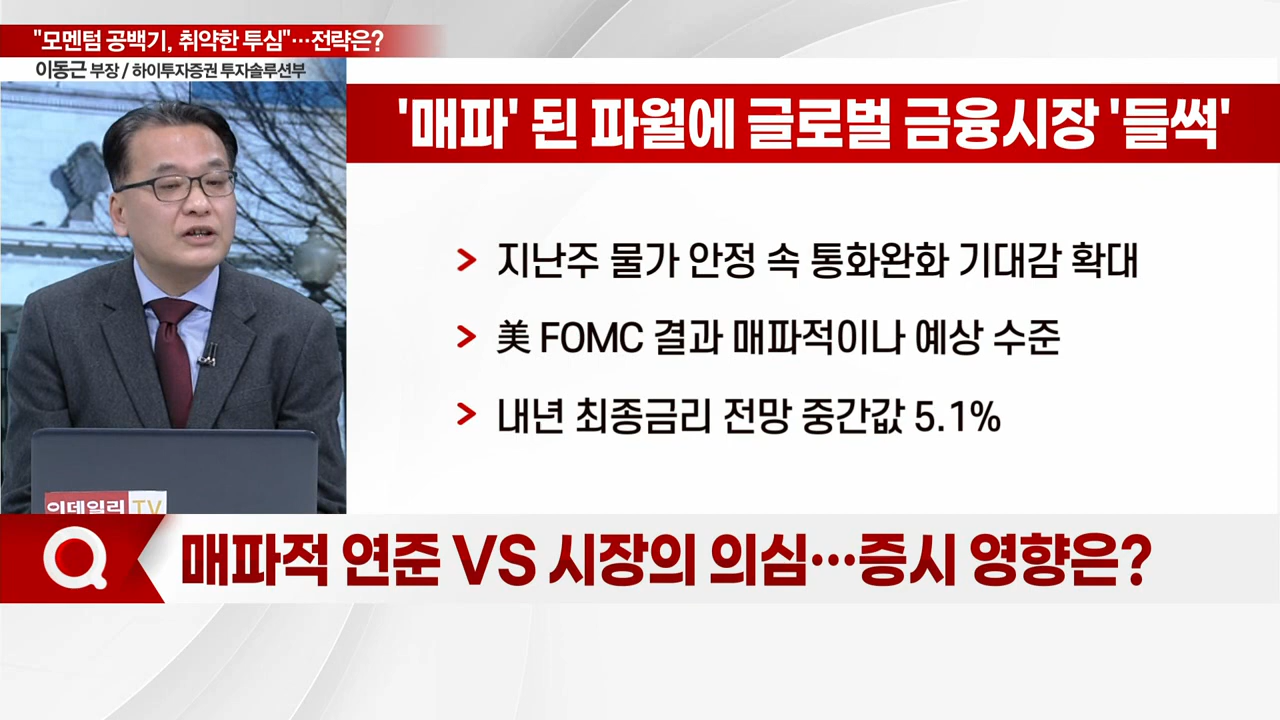 "모멘텀 공백기, 취약한 투심"…전략은?
이동근 부장 / 하이투자증권 투자솔루션부
'매파' 된 파월에 글로벌 금융시장 '들썩'
> 지난주 물가 안정 속 통화완화 기대감 확대
> 美 FOMC 결과 매파적이나 예상 수준
> 내년 최종금리 전망 중간값 5.1%
이데일리 TV
Q 매파적 연준 VS 시장의 의심…증시 영향은?